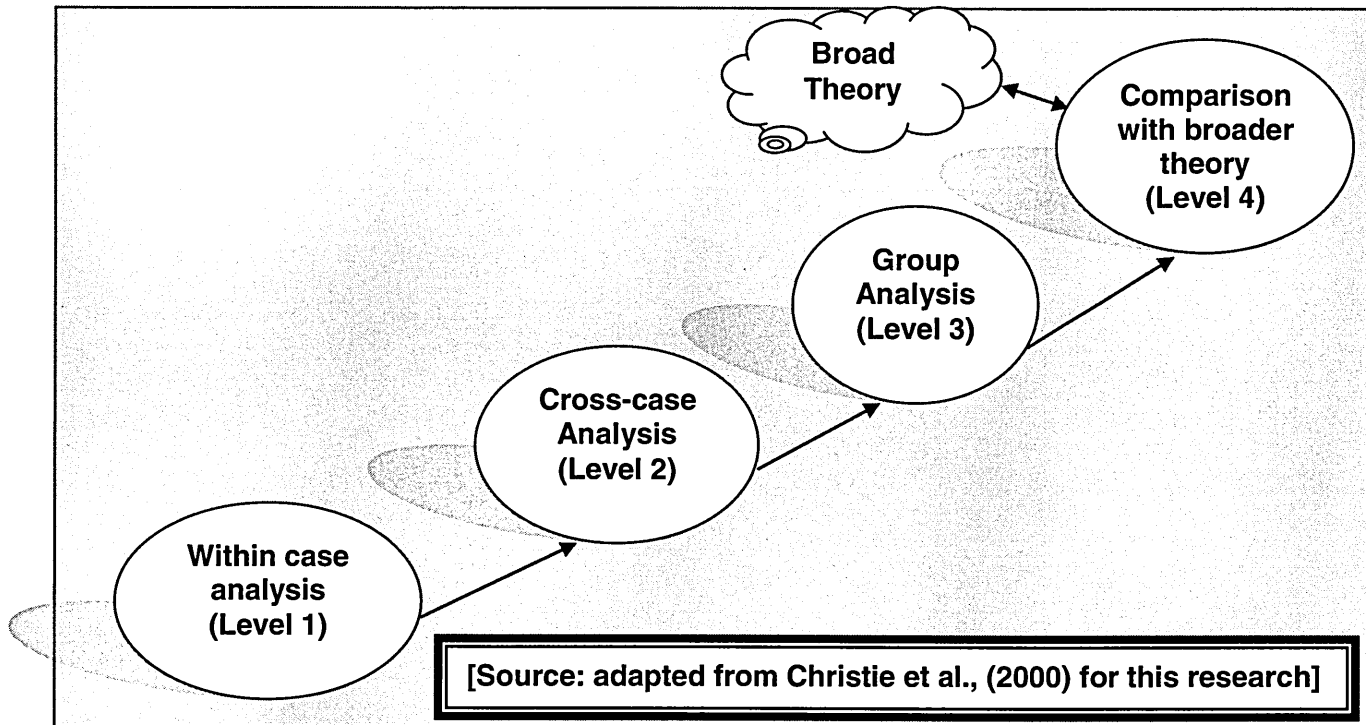 Broad
Theory
Comparison
with broader
theory
(Level 4)
Group
Analysis
(Level 3)
Cross-case
Analysis
(Level 2)
Within case
analysis
(Level 1)
[Source: adapted from Christie et al., (2000) for this research]